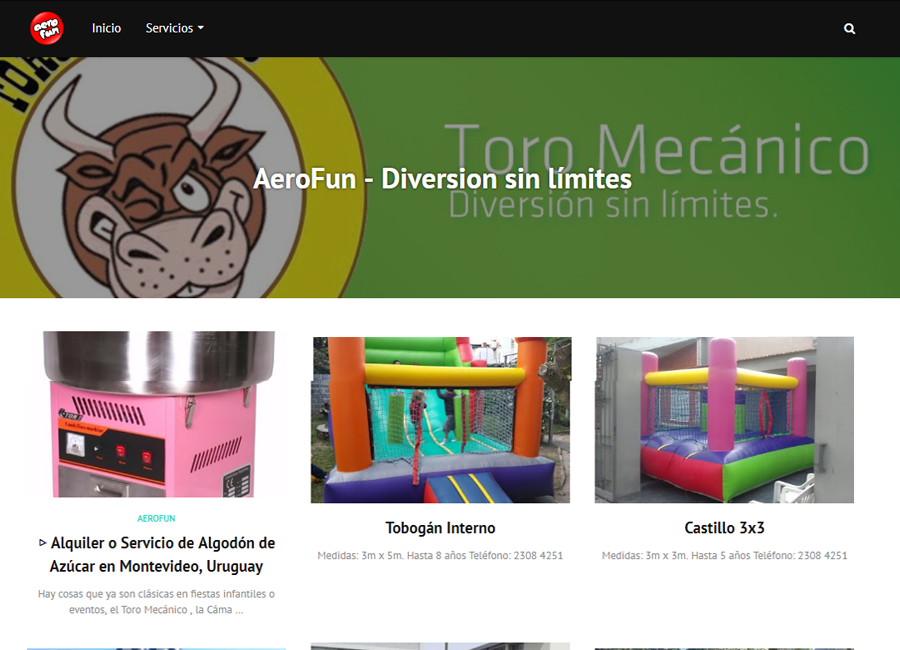 aero
fun
Inicio
Servicios
TORO
Toro Mecánico
AeroFun - Diversion sin límites
Diversión sin límites.
AEROFUN
▷ Alquiler o Servicio de Algodón de
Azúcar en Montevideo, Uruguay
Hay cosas que ya son clásicas en fiestas infantiles o
eventos, el Toro Mecánico , la Cáma ...
Tobogán Interno
Medidas: 3m x 5m. Hasta 8 años Teléfono: 2308 4251
Castillo 3x3
Medidas: 3m x 3m. Hasta 5 años Teléfono: 2308 4251